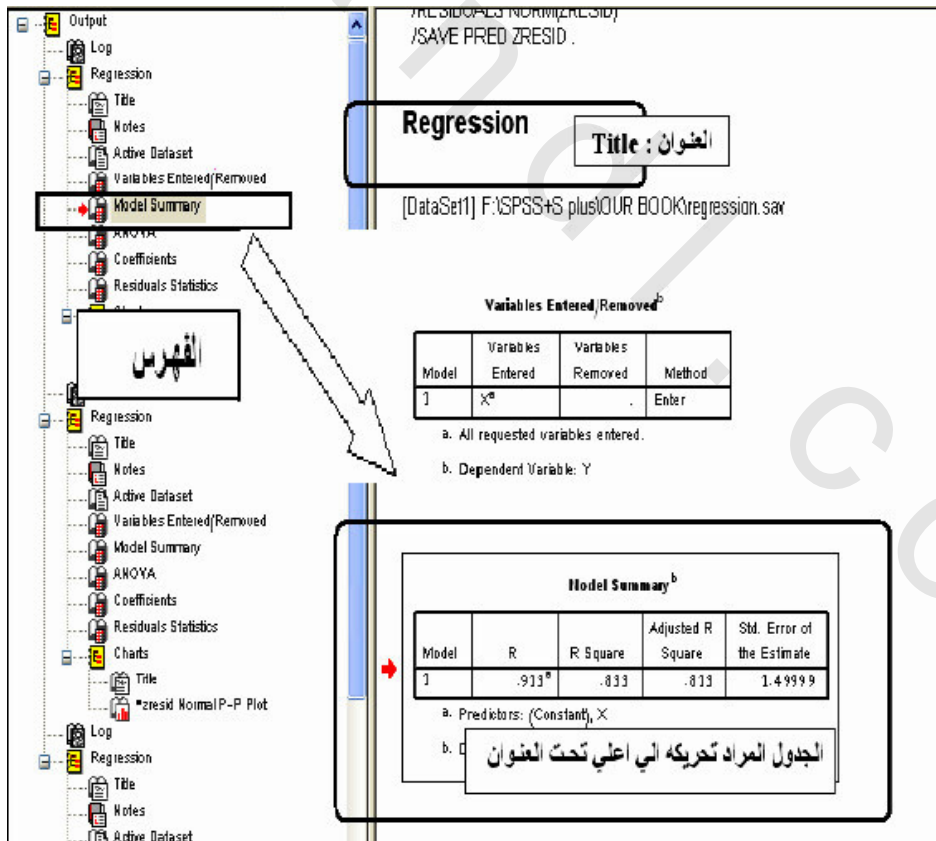 Output
Log
Regression
Title
Notes
Active Dataset
Variables Entered/Removed
Model Summary
ANOVA
Coefficients
Residuals Statistics
الفهرس
Regression
Title
Notes
Active Dataset
Variables Entered/Removed
Model Summary
ANOVA
Coefficients
Residuals Statistics
Charts
Title
*zresid Normal P-P Plot
Log
Regression
Title
Notes
Active Dataset
/RESIDUALS NORM(ZRESID)
/SAVE PRED ZRESID .
Regression
العنوان : Title
[DataSet1] F:\SPSS+S plus\OUR BOOK\regression.sav
Variables Entered/Removed b
Model Variables Entered Variables Removed Method
1 X a . Enter
a. All requested variables entered.
b. Dependent Variable: Y
Model Summary b
Model R R Square Adjusted R Square Std. Error of the Estimate
1 .913 a .833 .813 1.49999
a. Predictors: (Constant), X
b.
الجدول المراد تحريكه الي اعلي تحت العنوان